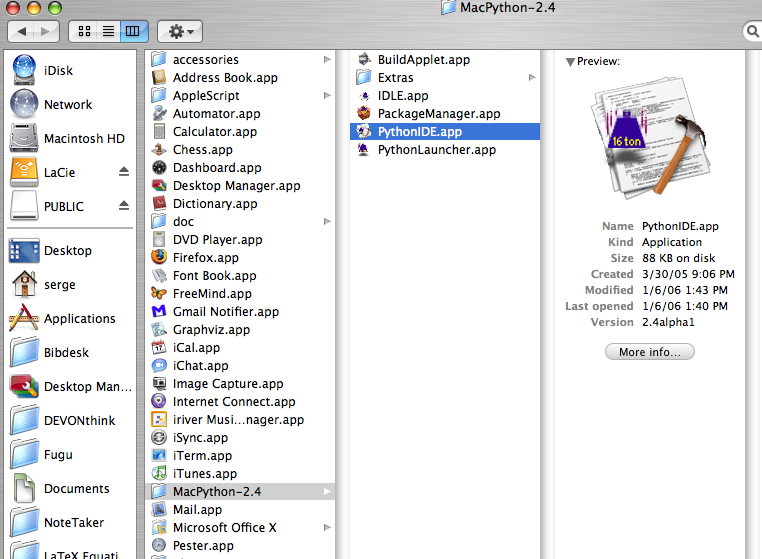 MacPython-2.4
iDisk
Network
Macintosh HD
LaCie
PUBLIC
Desktop
serge
Applications
Bibdesk
Desktop Man...
DEVONthink
Fugu
Documents
NoteTaker
LaTeX Equati
accessories
Address Book.app
AppleScript
Automator.app
Calculator.app
Chess.app
Dashboard.app
Desktop Manager.app
Dictionary.app
doc
DVD Player.app
Firefox.app
Font Book.app
FreeMind.app
Gmail Notifier.app
Graphviz.app
iCal.app
iChat.app
Image Capture.app
Internet Connect.app
iriver Musi...nager.app
iSync.app
iTerm.app
iTunes.app
MacPython-2.4
Mail.app
Microsoft Office X
Pester.app
BuildApplet.app
Extras
IDLE.app
PackageManager.app
PythonIDE.app
PythonLauncher.app
Preview:
16 ton
Name PythonIDE.app
Kind Application
Size 88 KB on disk
Created 3/30/05 9:06 PM
Modified 1/6/06 1:43 PM
Last opened 1/6/06 1:40 PM
Version 2.4alpha1
More info...